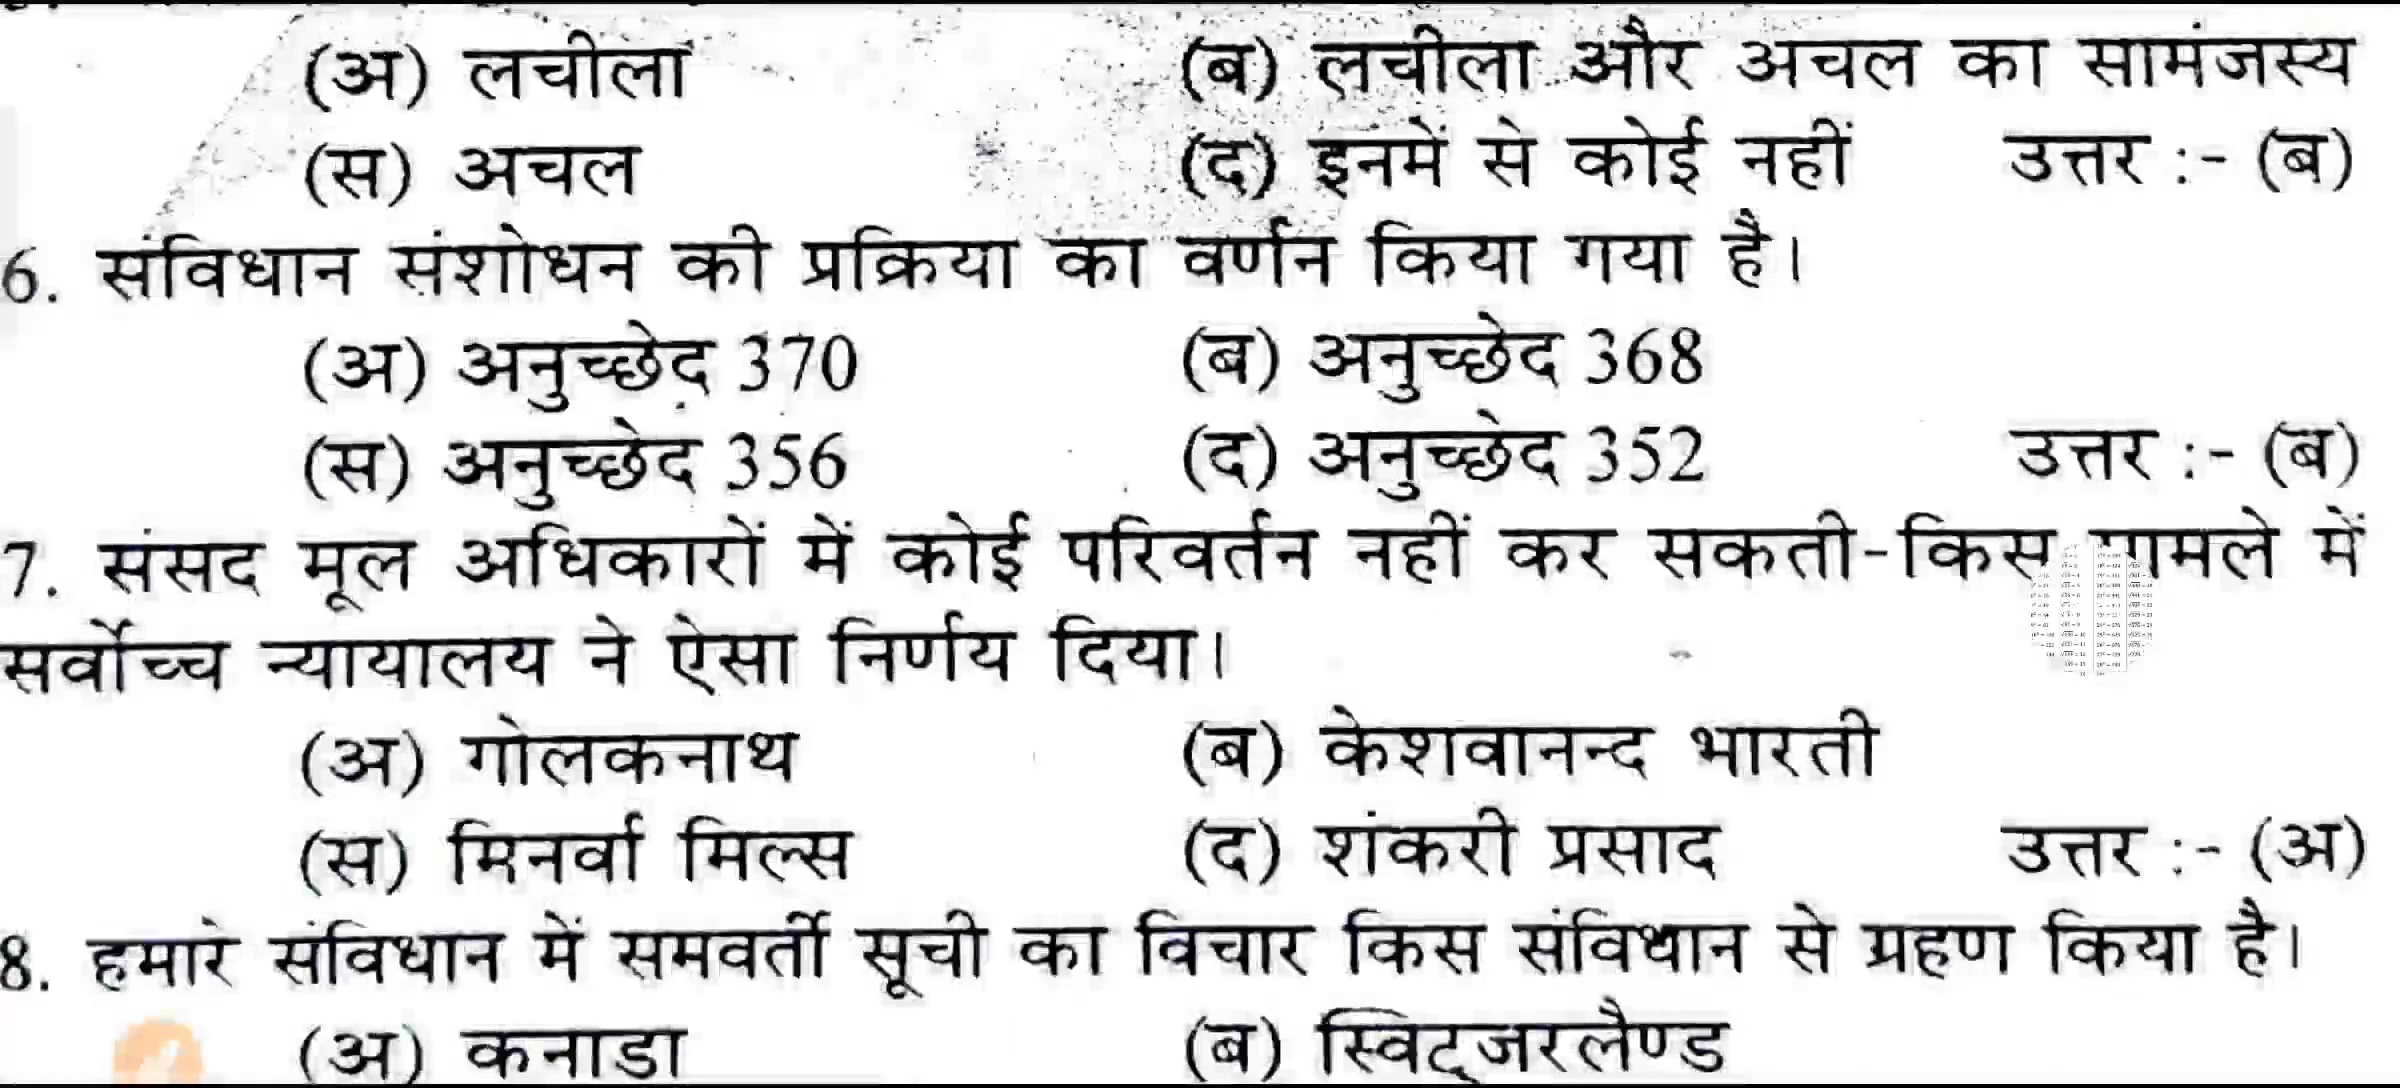 (अ) लचीला (ब) लचीला और अचल का सामंजस्य
(स) अचल (द) इनमें से कोई नहीं उत्तर :- (ब)
6. संविधान संशोधन की प्रक्रिया का वर्णन किया गया है।
(अ) अनुच्छेद 370 (ब) अनुच्छेद 368
(स) अनुच्छेद 356 (द) अनुच्छेद 352 उत्तर :- (ब)
7. संसद मूल अधिकारों में कोई परिवर्तन नहीं कर सकती-किस मामले में
सर्वोच्च न्यायालय ने ऐसा निर्णय दिया।
(अ) गोलकनाथ (ब) केशवानन्द भारती
(स) मिनर्वा मिल्स (द) शंकरी प्रसाद उत्तर :- (अ)
8. हमारे संविधान में समवर्ती सूची का विचार किस संविधान से ग्रहण किया है।
(अ) कनाडा (ब) स्विट्जरलैण्ड